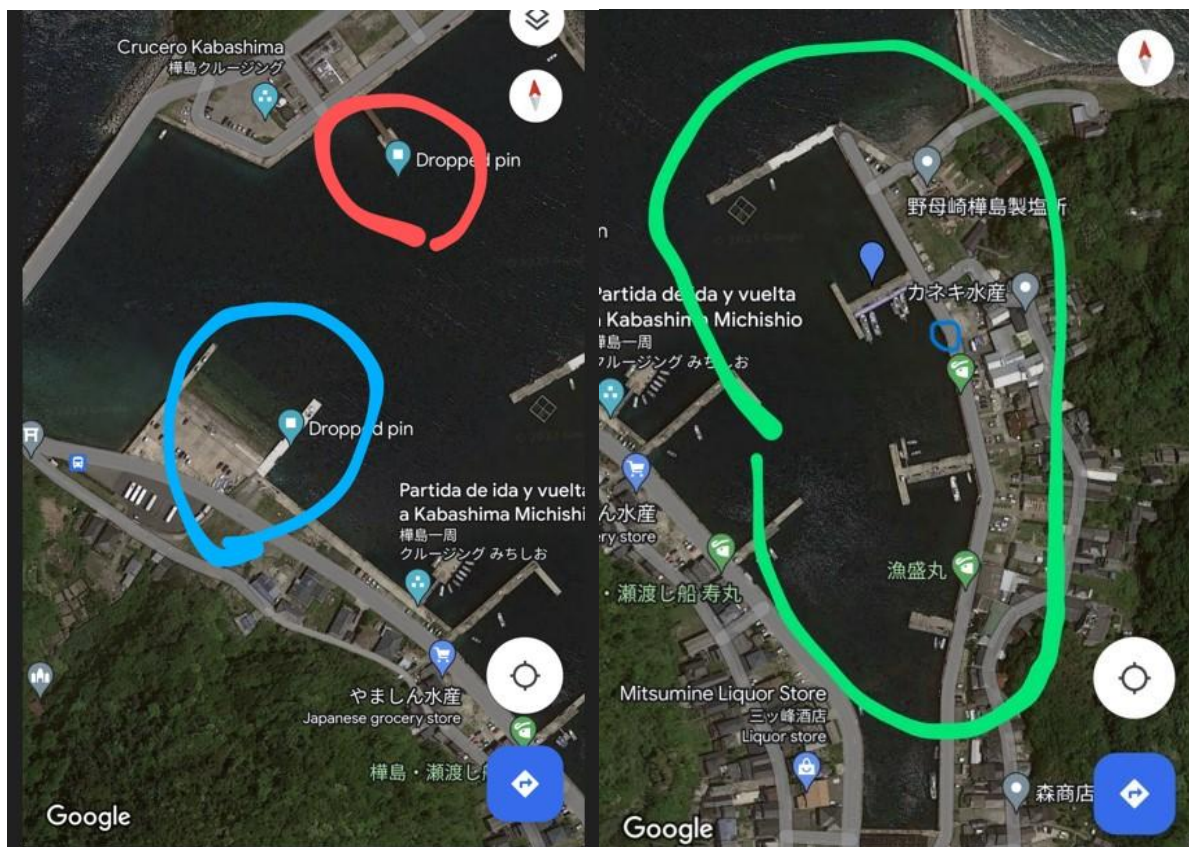 Crucero Kabashima
樺島クルージング
Dropped pin
Dropped pin
Partida de ida y vuelta
a Kabashima Michishi
樺島一周
クルージング みちしお
やましん水産
Japanese grocery store
樺島・瀬渡し
Google
野母崎樺島製塩所
n
カネキ水産
Partida de ida y vuelta
a Kabashima Michishio
樺島一周
クルージング みちしお
ん水産
ery store
・瀬渡し船 寿丸
漁盛丸
Mitsumine Liquor Store
三ッ峰酒店
Liquor store
森商店
Google